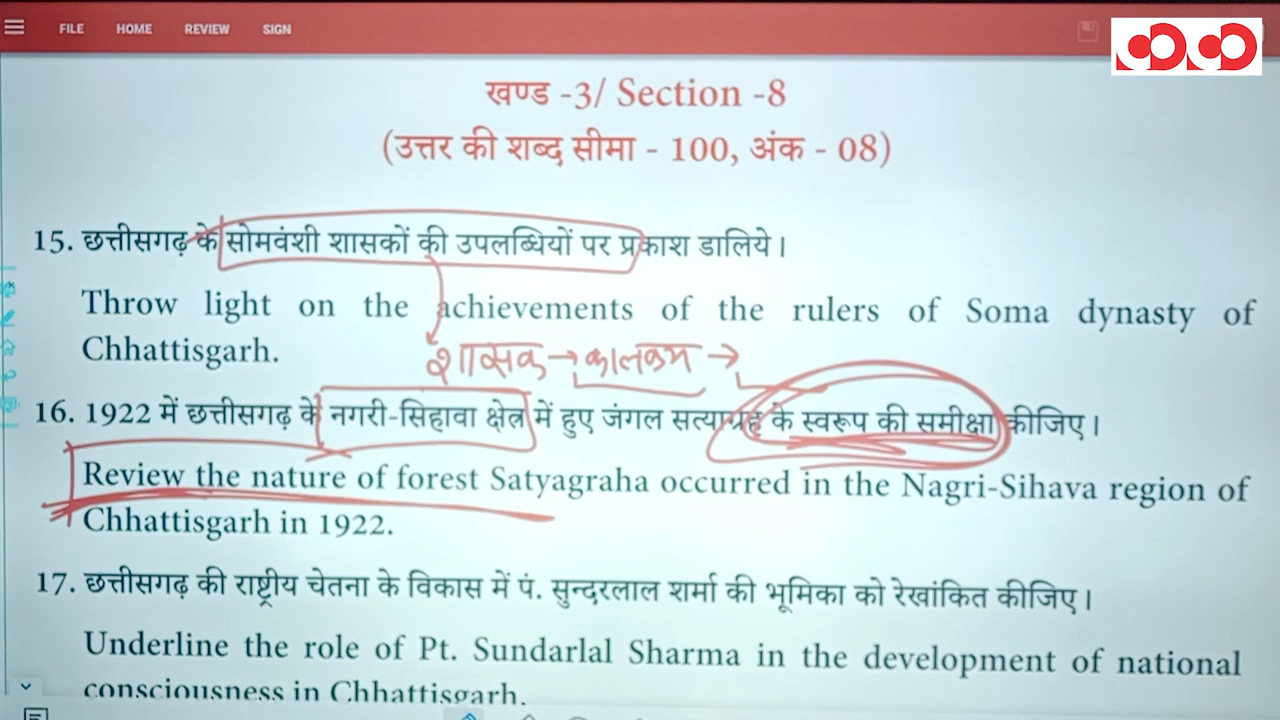 FILE HOME REVIEW SIGN
खण्ड -3/ Section -8
(उत्तर की शब्द सीमा - 100, अंक - 08)
15. छत्तीसगढ़ के सोमवंशी शासकों की उपलब्धियों पर प्रकाश डालिये।
Throw light on the achievements of the rulers of Soma dynasty of
Chhattisgarh.
शासक → कालक्रम →
16. 1922 में छत्तीसगढ़ के नगरी-सिहावा क्षेत्र में हुए जंगल सत्याग्रह के स्वरूप की समीक्षा कीजिए।
Review the nature of forest Satyagraha occurred in the Nagri-Sihava region of
Chhattisgarh in 1922.
17. छत्तीसगढ़ की राष्ट्रीय चेतना के विकास में पं. सुन्दरलाल शर्मा की भूमिका को रेखांकित कीजिए।
Underline the role of Pt. Sundarlal Sharma in the development of national
consciousness in Chhattisgarh.